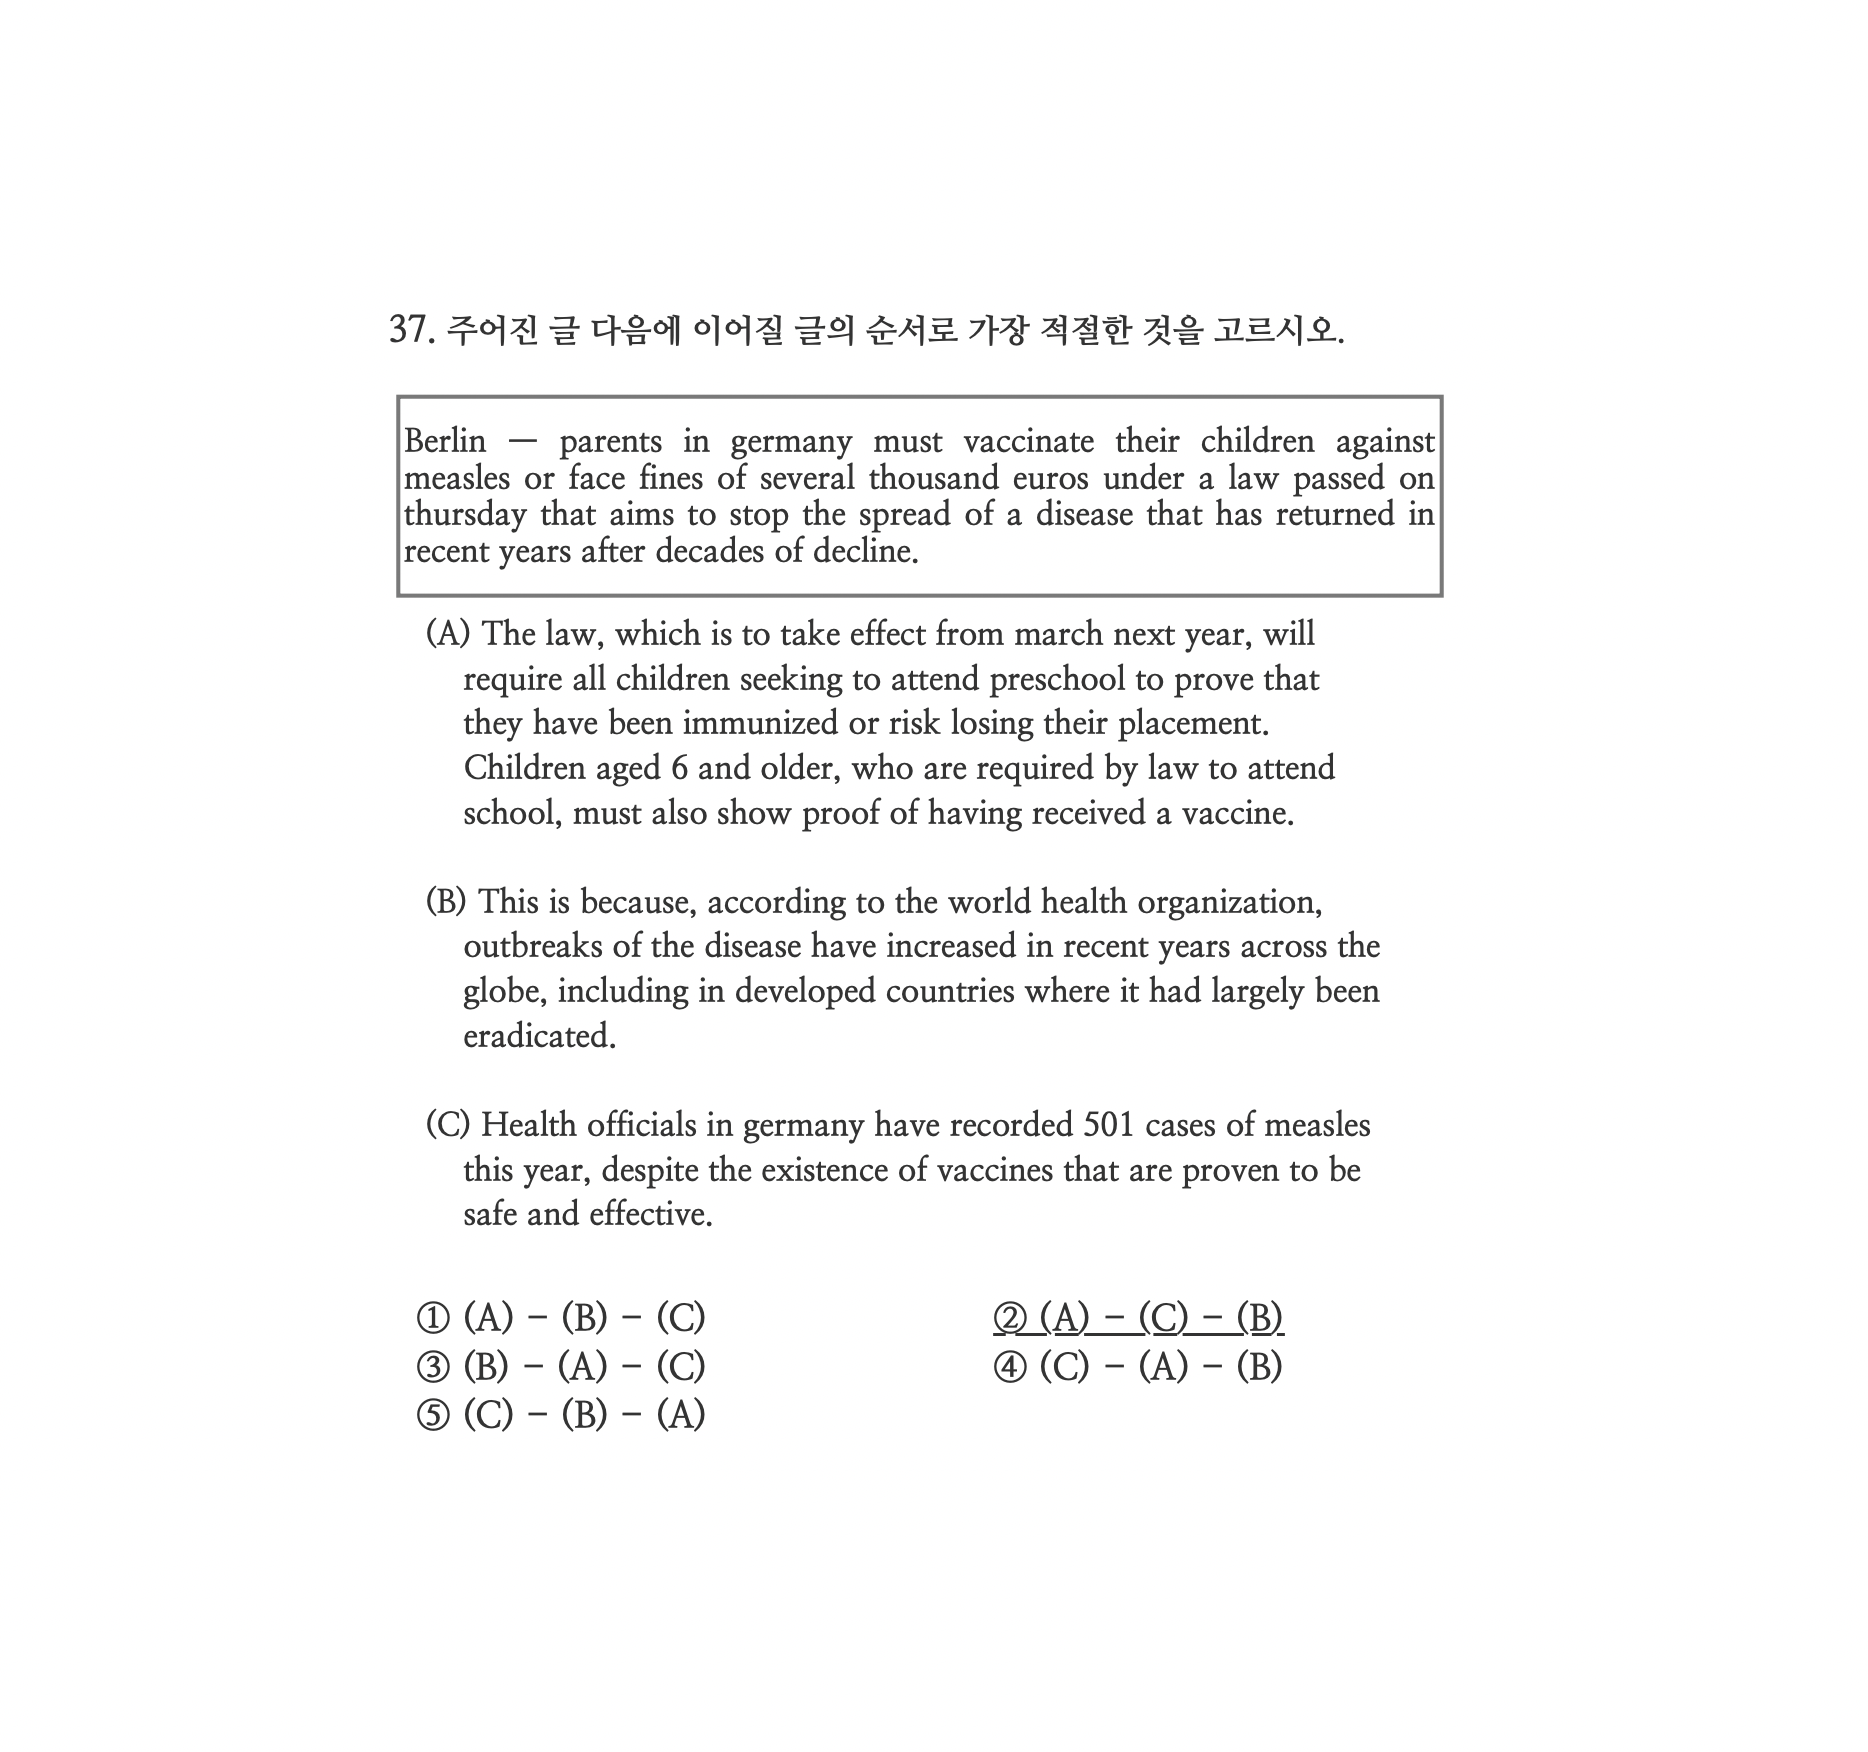 37. 주어진 글 다음에 이어질 글의 순서로 가장 적절한 것을 고르시오.
Berlin — parents in germany must vaccinate their children against
measles or face fines of several thousand euros under a law passed on
thursday that aims to stop the spread of a disease that has returned in
recent years after decades of decline.
(A) The law, which is to take effect from march next year, will
require all children seeking to attend preschool to prove that
they have been immunized or risk losing their placement.
Children aged 6 and older, who are required by law to attend
school, must also show proof of having received a vaccine.
(B) This is because, according to the world health organization,
outbreaks of the disease have increased in recent years across the
globe, including in developed countries where it had largely been
eradicated.
(C) Health officials in germany have recorded 501 cases of measles
this year, despite the existence of vaccines that are proven to be
safe and effective.
① (A) − (B) − (C) ② (A) − (C) − (B)
③ (B) − (A) − (C) ④ (C) − (A) − (B)
⑤ (C) − (B) − (A)